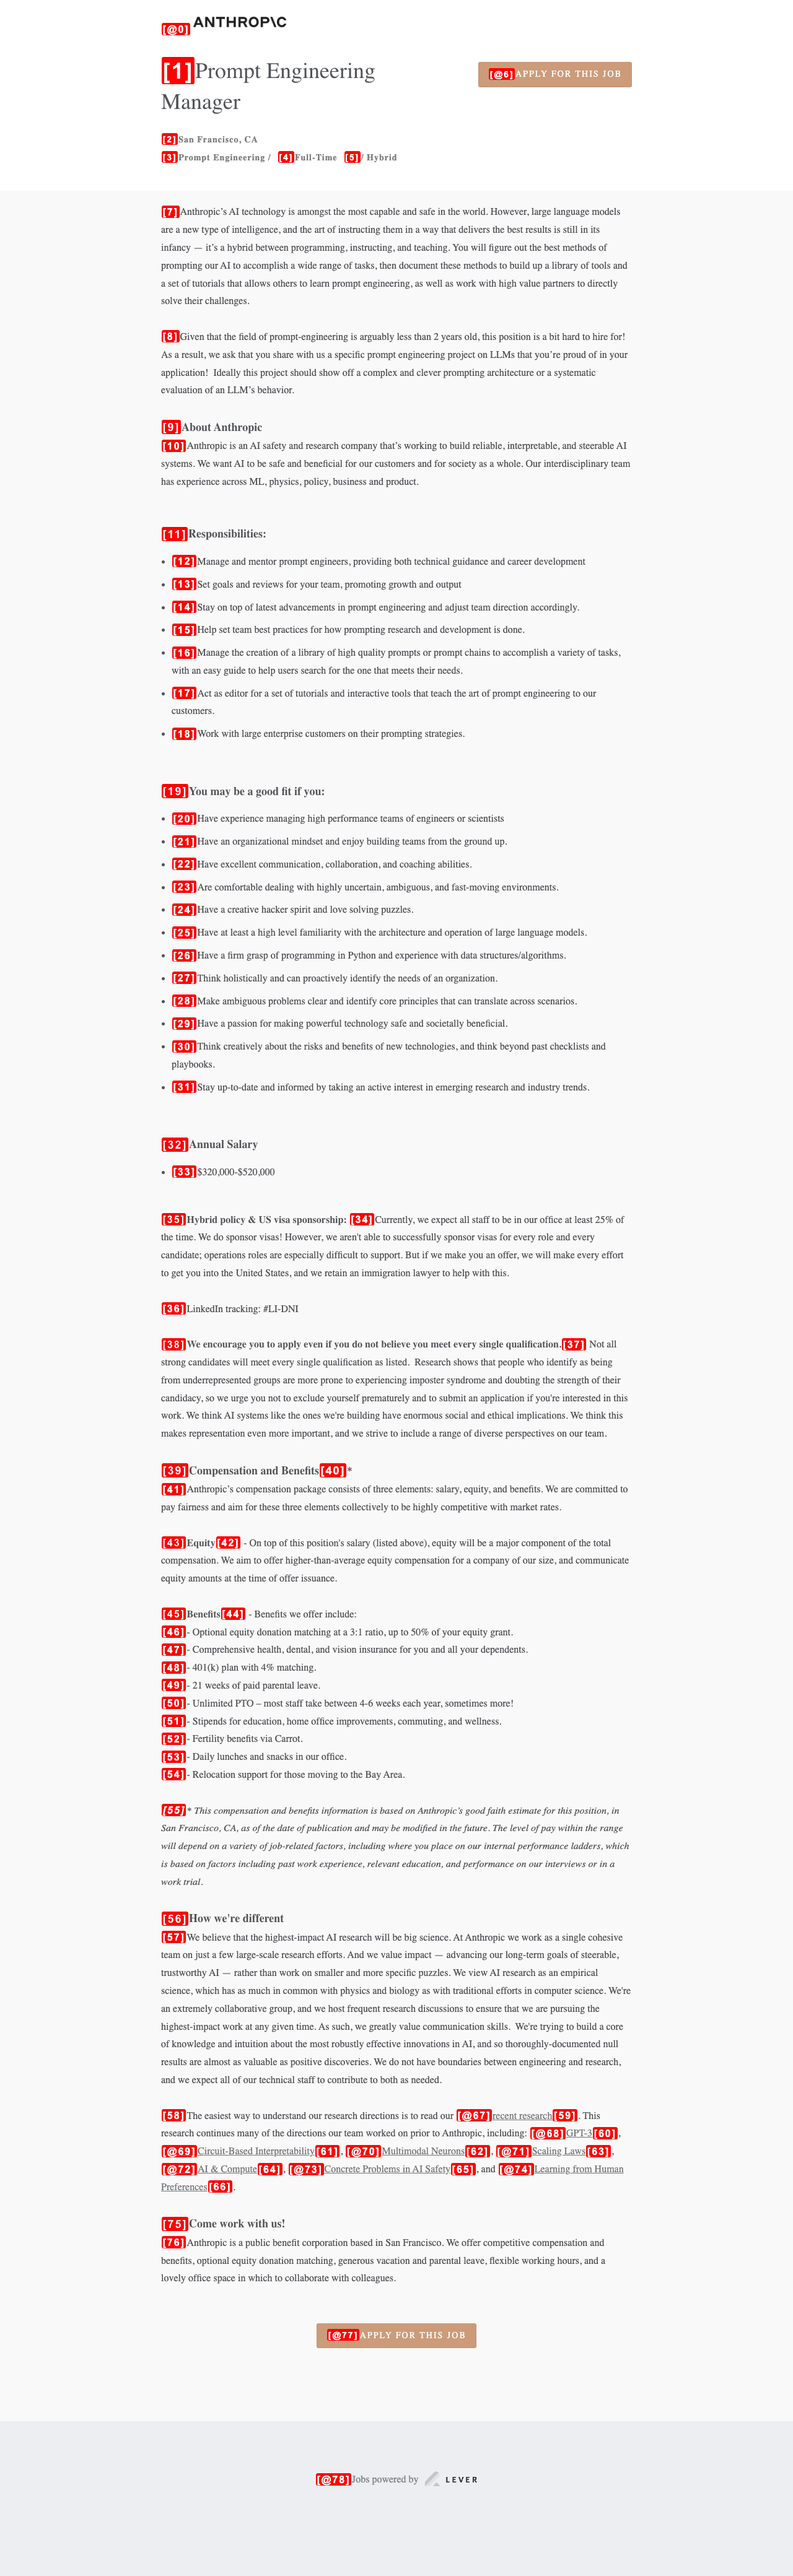 [@0] ANTHROP\C
[1]Prompt Engineering
Manager
[@6]APPLY FOR THIS JOB
[2]San Francisco, CA
[3]Prompt Engineering / [4]Full-Time [5]/ Hybrid
[7]Anthropic’s AI technology is amongst the most capable and safe in the world. However, large language models
are a new type of intelligence, and the art of instructing them in a way that delivers the best results is still in its
infancy — it’s a hybrid between programming, instructing, and teaching. You will figure out the best methods of
prompting our AI to accomplish a wide range of tasks, then document these methods to build up a library of tools and
a set of tutorials that allows others to learn prompt engineering, as well as work with high value partners to directly
solve their challenges.
[8]Given that the field of prompt-engineering is arguably less than 2 years old, this position is a bit hard to hire for!
As a result, we ask that you share with us a specific prompt engineering project on LLMs that you’re proud of in your
application! Ideally this project should show off a complex and clever prompting architecture or a systematic
evaluation of an LLM’s behavior.
[9]About Anthropic
[10]Anthropic is an AI safety and research company that’s working to build reliable, interpretable, and steerable AI
systems. We want AI to be safe and beneficial for our customers and for society as a whole. Our interdisciplinary team
has experience across ML, physics, policy, business and product.
[11]Responsibilities:
• [12]Manage and mentor prompt engineers, providing both technical guidance and career development
• [13]Set goals and reviews for your team, promoting growth and output
• [14]Stay on top of latest advancements in prompt engineering and adjust team direction accordingly.
• [15]Help set team best practices for how prompting research and development is done.
• [16]Manage the creation of a library of high quality prompts or prompt chains to accomplish a variety of tasks,
with an easy guide to help users search for the one that meets their needs.
• [17]Act as editor for a set of tutorials and interactive tools that teach the art of prompt engineering to our
customers.
• [18]Work with large enterprise customers on their prompting strategies.
[19]You may be a good fit if you:
• [20]Have experience managing high performance teams of engineers or scientists
• [21]Have an organizational mindset and enjoy building teams from the ground up.
• [22]Have excellent communication, collaboration, and coaching abilities.
• [23]Are comfortable dealing with highly uncertain, ambiguous, and fast-moving environments.
• [24]Have a creative hacker spirit and love solving puzzles.
• [25]Have at least a high level familiarity with the architecture and operation of large language models.
• [26]Have a firm grasp of programming in Python and experience with data structures/algorithms.
• [27]Think holistically and can proactively identify the needs of an organization.
• [28]Make ambiguous problems clear and identify core principles that can translate across scenarios.
• [29]Have a passion for making powerful technology safe and societally beneficial.
• [30]Think creatively about the risks and benefits of new technologies, and think beyond past checklists and
playbooks.
• [31]Stay up-to-date and informed by taking an active interest in emerging research and industry trends.
[32]Annual Salary
• [33]$320,000-$520,000
[35]Hybrid policy & US visa sponsorship: [34]Currently, we expect all staff to be in our office at least 25% of
the time. We do sponsor visas! However, we aren't able to successfully sponsor visas for every role and every
candidate; operations roles are especially difficult to support. But if we make you an offer, we will make every effort
to get you into the United States, and we retain an immigration lawyer to help with this.
[36]LinkedIn tracking: #LI-DNI
[38]We encourage you to apply even if you do not believe you meet every single qualification.[37] Not all
strong candidates will meet every single qualification as listed. Research shows that people who identify as being
from underrepresented groups are more prone to experiencing imposter syndrome and doubting the strength of their
candidacy, so we urge you not to exclude yourself prematurely and to submit an application if you're interested in this
work. We think AI systems like the ones we're building have enormous social and ethical implications. We think this
makes representation even more important, and we strive to include a range of diverse perspectives on our team.
[39]Compensation and Benefits[40]*
[41]Anthropic’s compensation package consists of three elements: salary, equity, and benefits. We are committed to
pay fairness and aim for these three elements collectively to be highly competitive with market rates.
[43]Equity[42] - On top of this position's salary (listed above), equity will be a major component of the total
compensation. We aim to offer higher-than-average equity compensation for a company of our size, and communicate
equity amounts at the time of offer issuance.
[45]Benefits[44] - Benefits we offer include:
[46]- Optional equity donation matching at a 3:1 ratio, up to 50% of your equity grant.
[47]- Comprehensive health, dental, and vision insurance for you and all your dependents.
[48]- 401(k) plan with 4% matching.
[49]- 21 weeks of paid parental leave.
[50]- Unlimited PTO – most staff take between 4-6 weeks each year, sometimes more!
[51]- Stipends for education, home office improvements, commuting, and wellness.
[52]- Fertility benefits via Carrot.
[53]- Daily lunches and snacks in our office.
[54]- Relocation support for those moving to the Bay Area.
[55]* This compensation and benefits information is based on Anthropic’s good faith estimate for this position, in
San Francisco, CA, as of the date of publication and may be modified in the future. The level of pay within the range
will depend on a variety of job-related factors, including where you place on our internal performance ladders, which
is based on factors including past work experience, relevant education, and performance on our interviews or in a
work trial.
[56]How we're different
[57]We believe that the highest-impact AI research will be big science. At Anthropic we work as a single cohesive
team on just a few large-scale research efforts. And we value impact — advancing our long-term goals of steerable,
trustworthy AI — rather than work on smaller and more specific puzzles. We view AI research as an empirical
science, which has as much in common with physics and biology as with traditional efforts in computer science. We're
an extremely collaborative group, and we host frequent research discussions to ensure that we are pursuing the
highest-impact work at any given time. As such, we greatly value communication skills. We're trying to build a core
of knowledge and intuition about the most robustly effective innovations in AI, and so thoroughly-documented null
results are almost as valuable as positive discoveries. We do not have boundaries between engineering and research,
and we expect all of our technical staff to contribute to both as needed.
[58]The easiest way to understand our research directions is to read our [@67]recent research[59]. This
research continues many of the directions our team worked on prior to Anthropic, including: [@68]GPT-3[60],
[@69]Circuit-Based Interpretability[61], [@70]Multimodal Neurons[62], [@71]Scaling Laws[63],
[@72]AI & Compute[64], [@73]Concrete Problems in AI Safety[65], and [@74]Learning from Human
Preferences[66].
[75]Come work with us!
[76]Anthropic is a public benefit corporation based in San Francisco. We offer competitive compensation and
benefits, optional equity donation matching, generous vacation and parental leave, flexible working hours, and a
lovely office space in which to collaborate with colleagues.
[@77]APPLY FOR THIS JOB
[@78]Jobs powered by LEVER